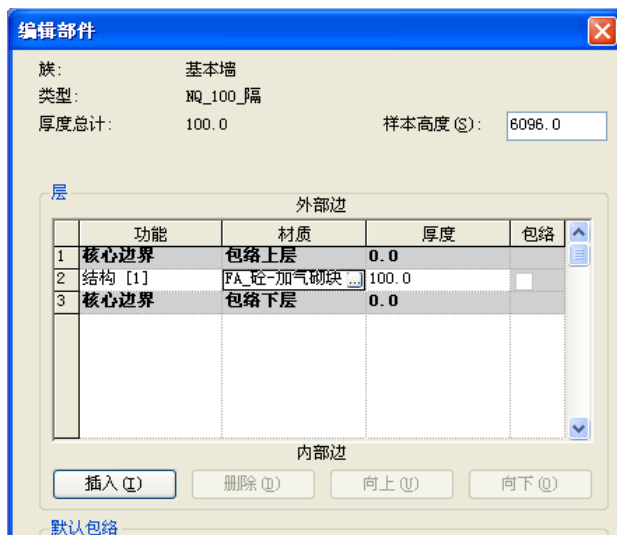 编辑部件
族: 基本墙
类型: NQ_100_隔
厚度总计: 100.0 样本高度(S): 6096.0
层
外部边
功能 材质 厚度 包络
1 核心边界 包络上层 0.0
2 结构 [1] FA_砼-加气砌块 ... 100.0
3 核心边界 包络下层 0.0
内部边
插入(I) 删除(D) 向上(U) 向下(O)
默认包络